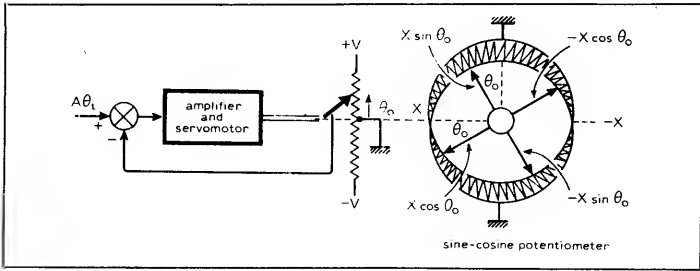 +V
X sin θo
-X cos θo
Aθi
+
-
amplifier
and
servomotor
θo
X
θo
θo
-X
-V
X cos θo
-X sin θo
sine-cosine potentiometer